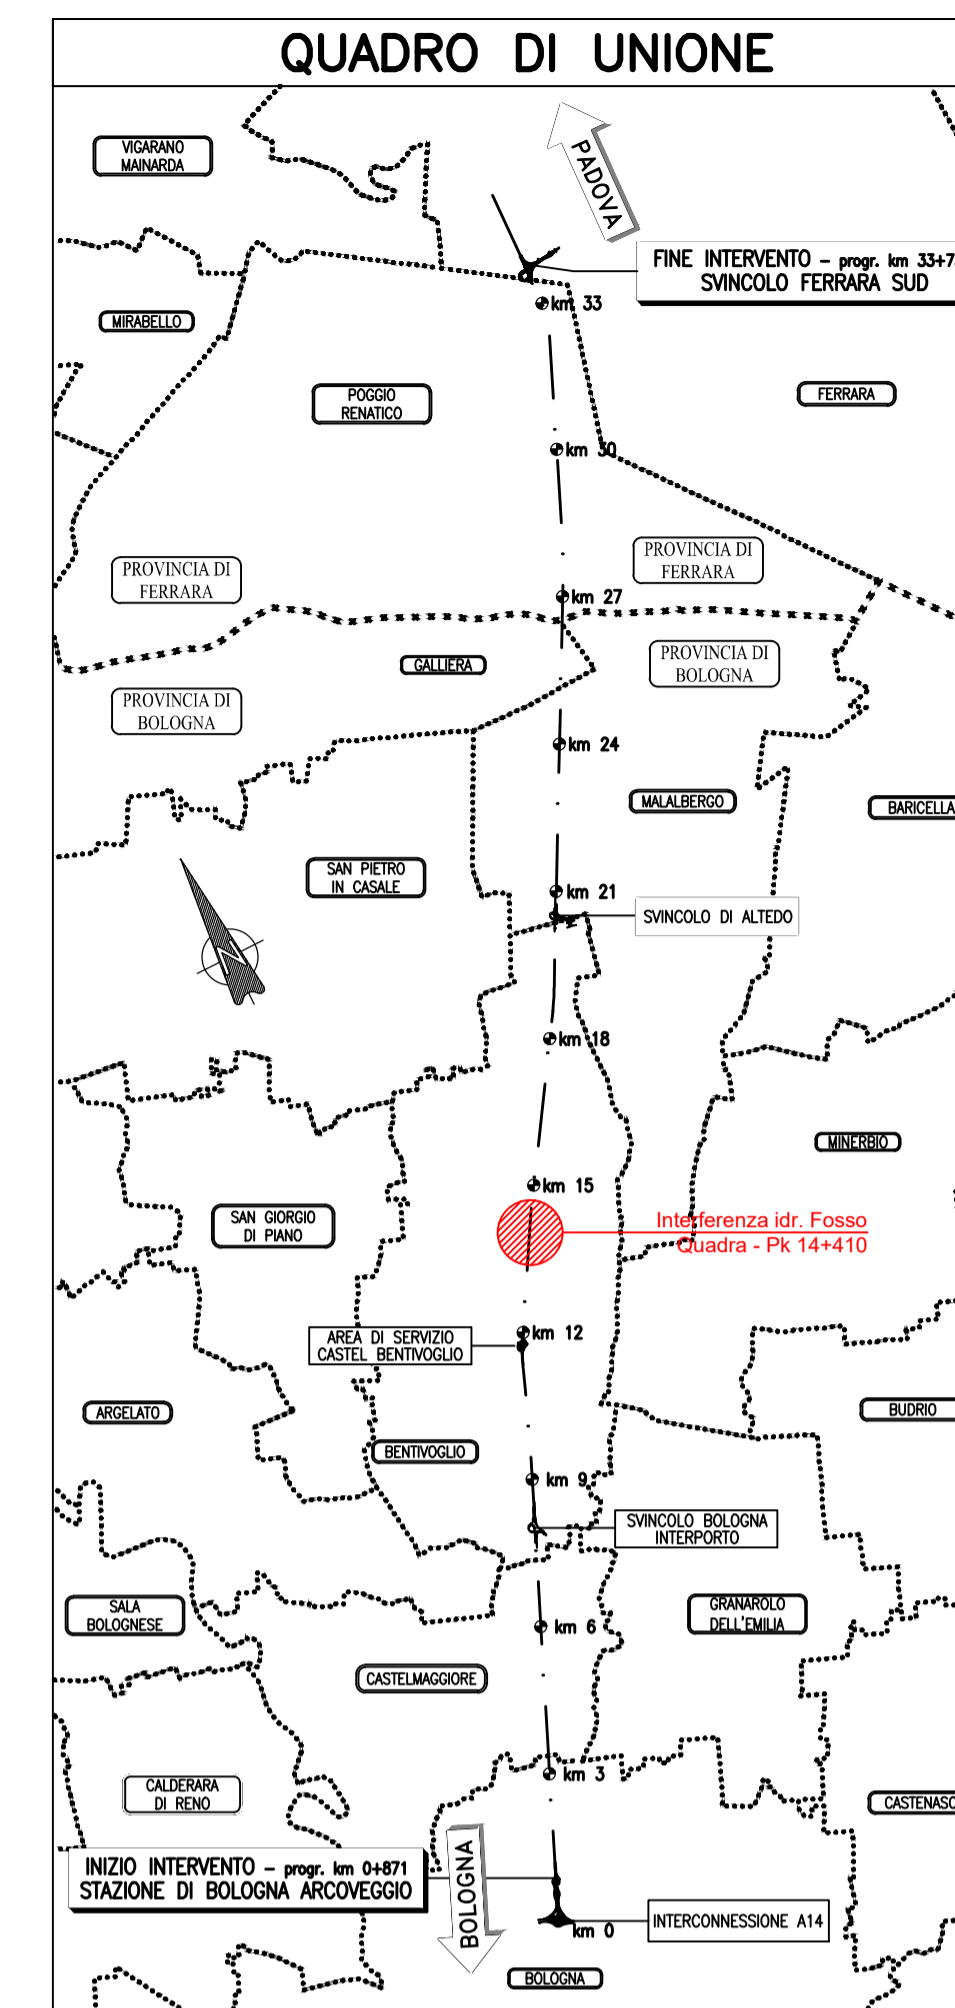 QUADRO DI UNIONE
VIGARANO
MAINARDA
PADOVA
FINE INTERVENTO – progr. km 33+7
SVINCOLO FERRARA SUD
km 33
MIRABELLO
POGGIO
RENATICO
FERRARA
km 30
PROVINCIA DI
FERRARA
PROVINCIA DI
FERRARA
km 27
GALLIERA
PROVINCIA DI
BOLOGNA
PROVINCIA DI
BOLOGNA
km 24
MALALBERGO
BARICELLA
SAN PIETRO
IN CASALE
km 21
SVINCOLO DI ALTEDO
N
km 18
MINERBIO
km 15
SAN GIORGIO
DI PIANO
Interferenza idr. Fosso
Quadra - Pk 14+410
km 12
AREA DI SERVIZIO
CASTEL BENTIVOGLIO
ARGELATO
BUDRIO
BENTIVOGLIO
km 9
SVINCOLO BOLOGNA
INTERPORTO
SALA
BOLOGNESE
GRANAROLO
DELL'EMILIA
km 6
CASTELMAGGIORE
km 3
CALDERARA
DI RENO
CASTENASO
INIZIO INTERVENTO – progr. km 0+871
STAZIONE DI BOLOGNA ARCOVEGGIO
BOLOGNA
INTERCONNESSIONE A14
km 0
BOLOGNA